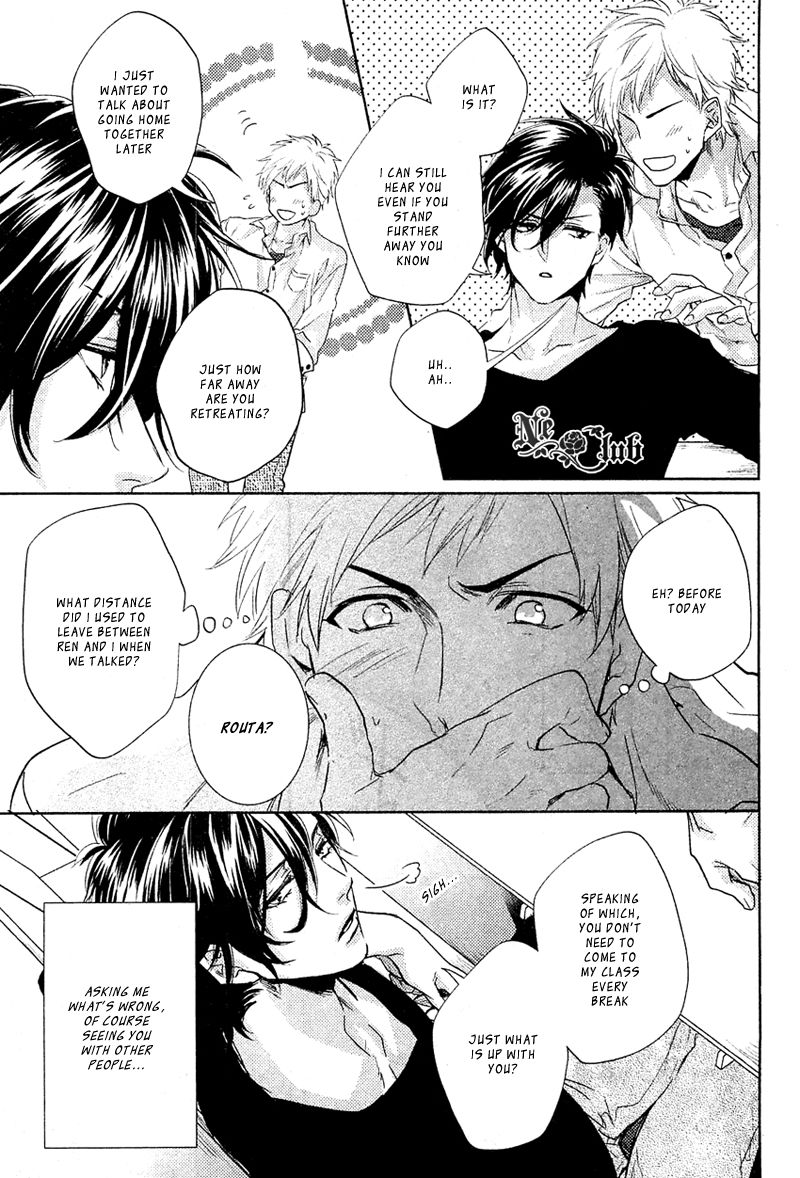 WHAT
IS IT?
I CAN STILL
HEAR YOU
EVEN IF YOU
STAND
FURTHER
AWAY YOU
KNOW
UH..
AH..
Ne Club
I JUST
WANTED TO
TALK ABOUT
GOING HOME
TOGETHER
LATER
JUST HOW
FAR AWAY
ARE YOU
RETREATING?
EH? BEFORE
TODAY
WHAT DISTANCE
DID I USED TO
LEAVE BETWEEN
REN AND I WHEN
WE TALKED?
ROUTA?
SIGH...
SPEAKING
OF WHICH,
YOU DON'T
NEED TO
COME TO
MY CLASS
EVERY
BREAK
JUST WHAT
IS UP WITH
YOU?
ASKING ME
WHAT'S WRONG,
OF COURSE
SEEING YOU
WITH OTHER
PEOPLE...